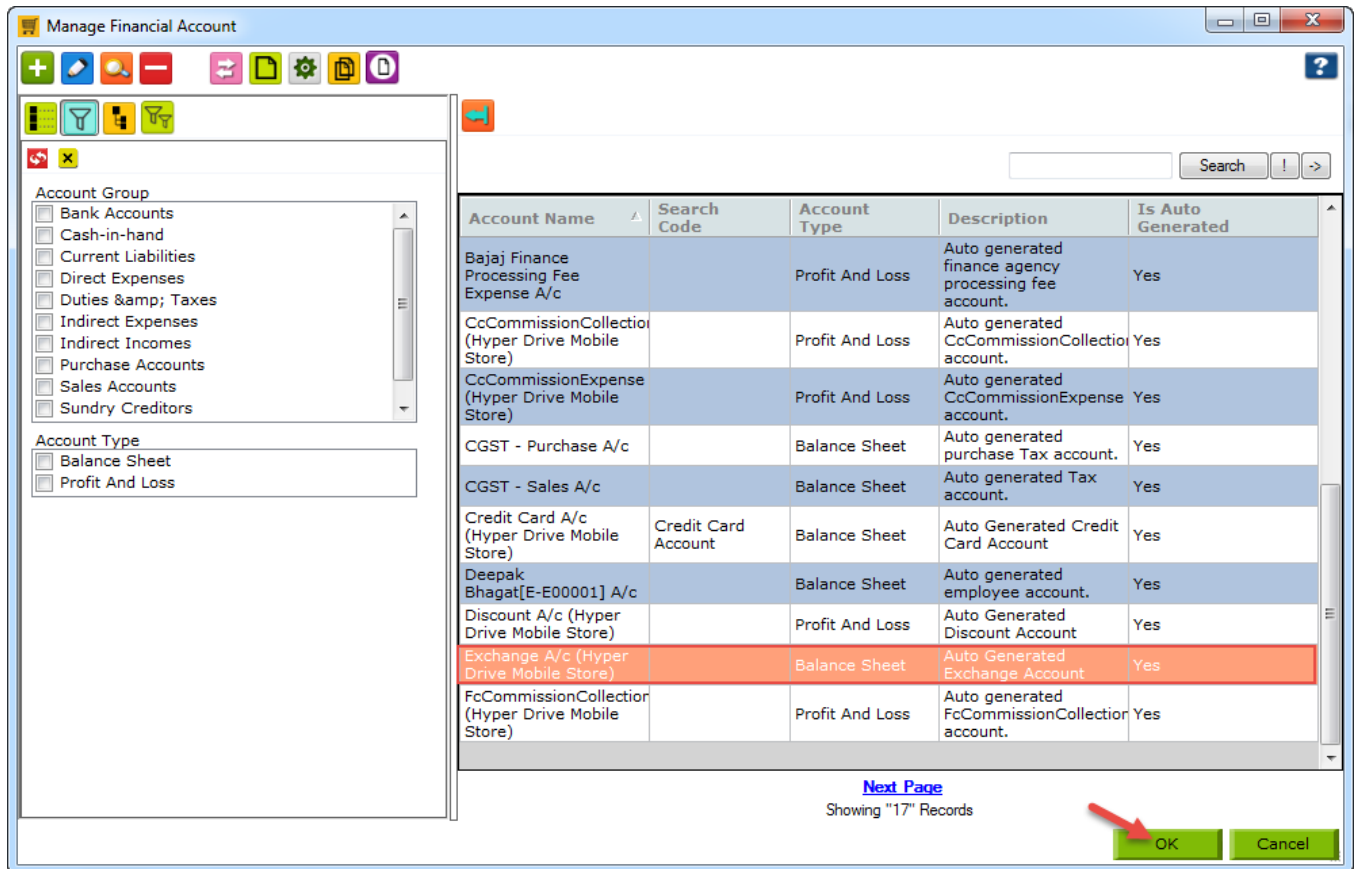 Manage Financial Account
?
Account Group
Bank Accounts
Cash-in-hand
Current Liabilities
Direct Expenses
Duties &amp; Taxes
Indirect Expenses
Indirect Incomes
Purchase Accounts
Sales Accounts
Sundry Creditors
Account Type
Balance Sheet
Profit And Loss
Search ! ->
Account Name Search Code Account Type Description Is Auto Generated
Bajaj Finance
Processing Fee
Expense A/c
Profit And Loss
Auto generated
finance agency
processing fee
account.
Yes
CcCommissionCollection
(Hyper Drive Mobile
Store)
Profit And Loss
Auto generated
CcCommissionCollection
account.
Yes
CcCommissionExpense
(Hyper Drive Mobile
Store)
Profit And Loss
Auto generated
CcCommissionExpense
account.
Yes
CGST - Purchase A/c
Balance Sheet
Auto generated
purchase Tax account.
Yes
CGST - Sales A/c
Balance Sheet
Auto generated Tax
account.
Yes
Credit Card A/c
(Hyper Drive Mobile
Store)
Credit Card
Account
Balance Sheet
Auto Generated Credit
Card Account
Yes
Deepak
Bhagat[E-E00001] A/c
Balance Sheet
Auto generated
employee account.
Yes
Discount A/c (Hyper
Drive Mobile Store)
Profit And Loss
Auto Generated
Discount Account
Yes
Exchange A/c (Hyper
Drive Mobile Store)
Balance Sheet
Auto Generated
Exchange Account
Yes
FcCommissionCollection
(Hyper Drive Mobile
Store)
Profit And Loss
Auto generated
FcCommissionCollection
account.
Yes
Next Page
Showing "17" Records
OK Cancel